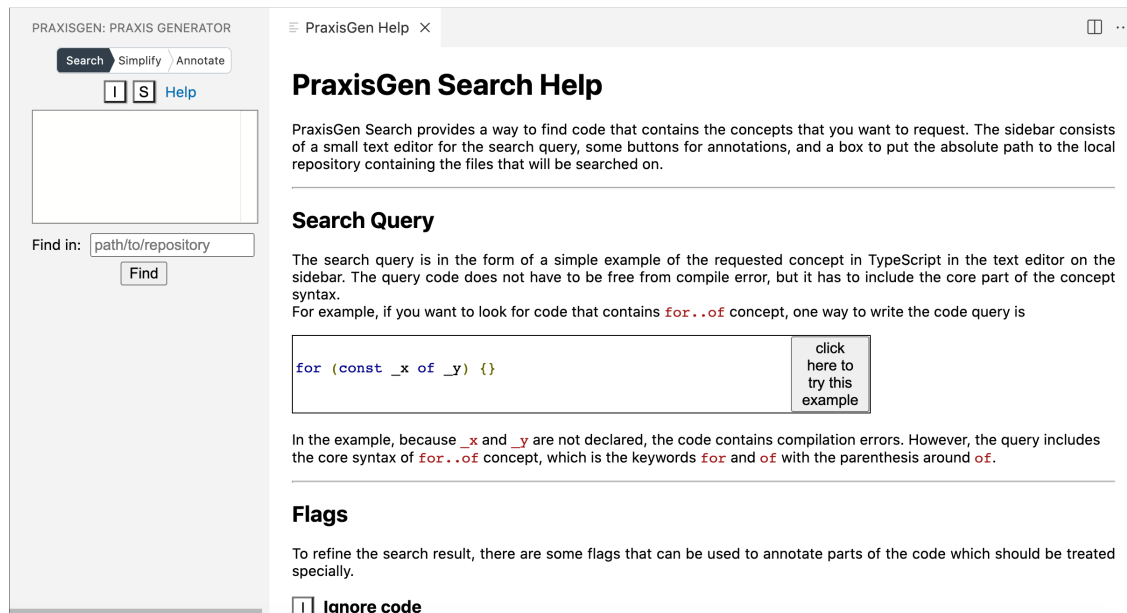 PRAXISGEN: PRAXIS GENERATOR
Search Simplify Annotate
I S Help
Find in: path/to/repository
Find
PraxisGen Help
PraxisGen Search Help
PraxisGen Search provides a way to find code that contains the concepts that you want to request. The sidebar consists
of a small text editor for the search query, some buttons for annotations, and a box to put the absolute path to the local
repository containing the files that will be searched on.
Search Query
The search query is in the form of a simple example of the requested concept in TypeScript in the text editor on the
sidebar. The query code does not have to be free from compile error, but it has to include the core part of the concept
syntax.
For example, if you want to look for code that contains for..of concept, one way to write the code query is
for (const _x of _y) {}
click
here to
try this
example
In the example, because _x and _y are not declared, the code contains compilation errors. However, the query includes
the core syntax of for..of concept, which is the keywords for and of with the parenthesis around of.
Flags
To refine the search result, there are some flags that can be used to annotate parts of the code which should be treated
specially.
I Ignore code